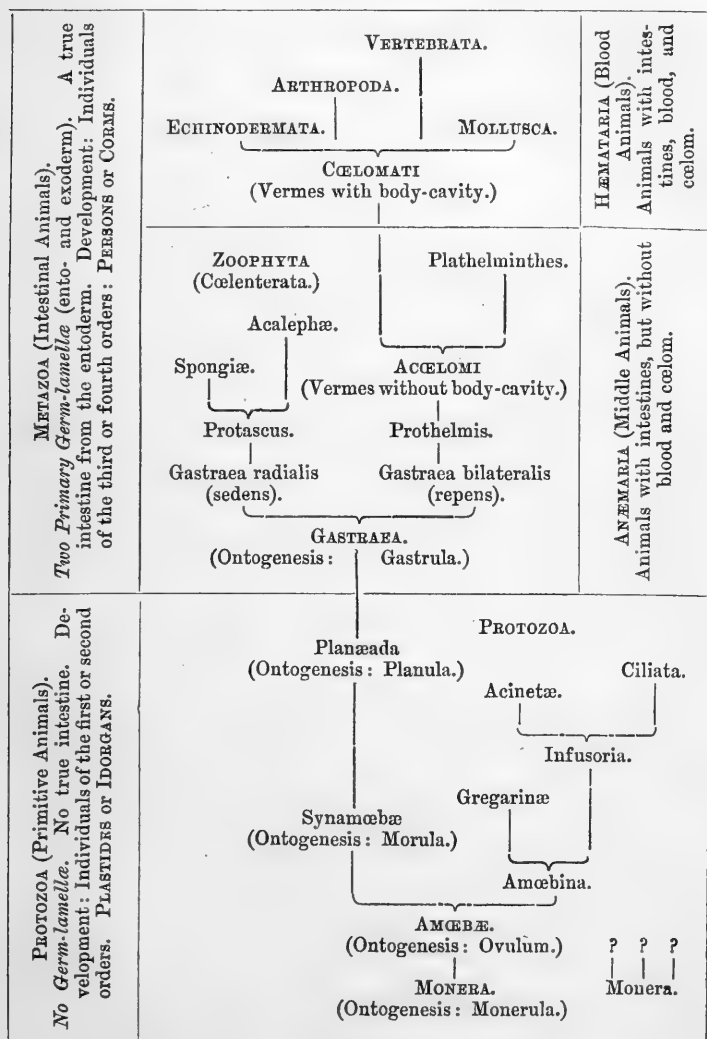 METAZOA (Intestinal Animals).
Two Primary Germ-lamellæ (ento- and exoderm). A true
intestine from the entoderm. Development: Individuals
of the third or fourth orders: PERSONS or CORMS.
VERTEBRATA.
ARTHROPODA.
ECHINODERMATA. MOLLUSCA.
CŒLOMATI
(Vermes with body-cavity.)
HÆMATARIA (Blood
Animals).
Animals with intes-
tines, blood, and
cœlom.
ZOOPHYTA Plathelminthes.
(Cœlenterata.)
Acalephæ.
Spongiæ. ACŒLOMI
(Vermes without body-cavity.)
Protascus. Prothelmis.
Gastraea radialis Gastraea bilateralis
(sedens). (repens).
GASTRAEA.
(Ontogenesis: Gastrula.)
ANÆMARIA (Middle Animals).
Animals with intestines, but without
blood and cœlom.
PROTOZOA (Primitive Animals).
No Germ-lamellæ. No true intestine. De-
velopment: Individuals of the first or second
orders. PLASTIDES or IDORGANS.
PROTOZOA.
Planæada
(Ontogenesis: Planula.) Ciliata.
Acinetæ.
Infusoria.
Gregarinæ
Synamœbæ
(Ontogenesis: Morula.)
Amœbina.
AMŒBÆ.
(Ontogenesis: Ovulum.) ? ? ?
MONERA. Monera.
(Ontogenesis: Monerula.)